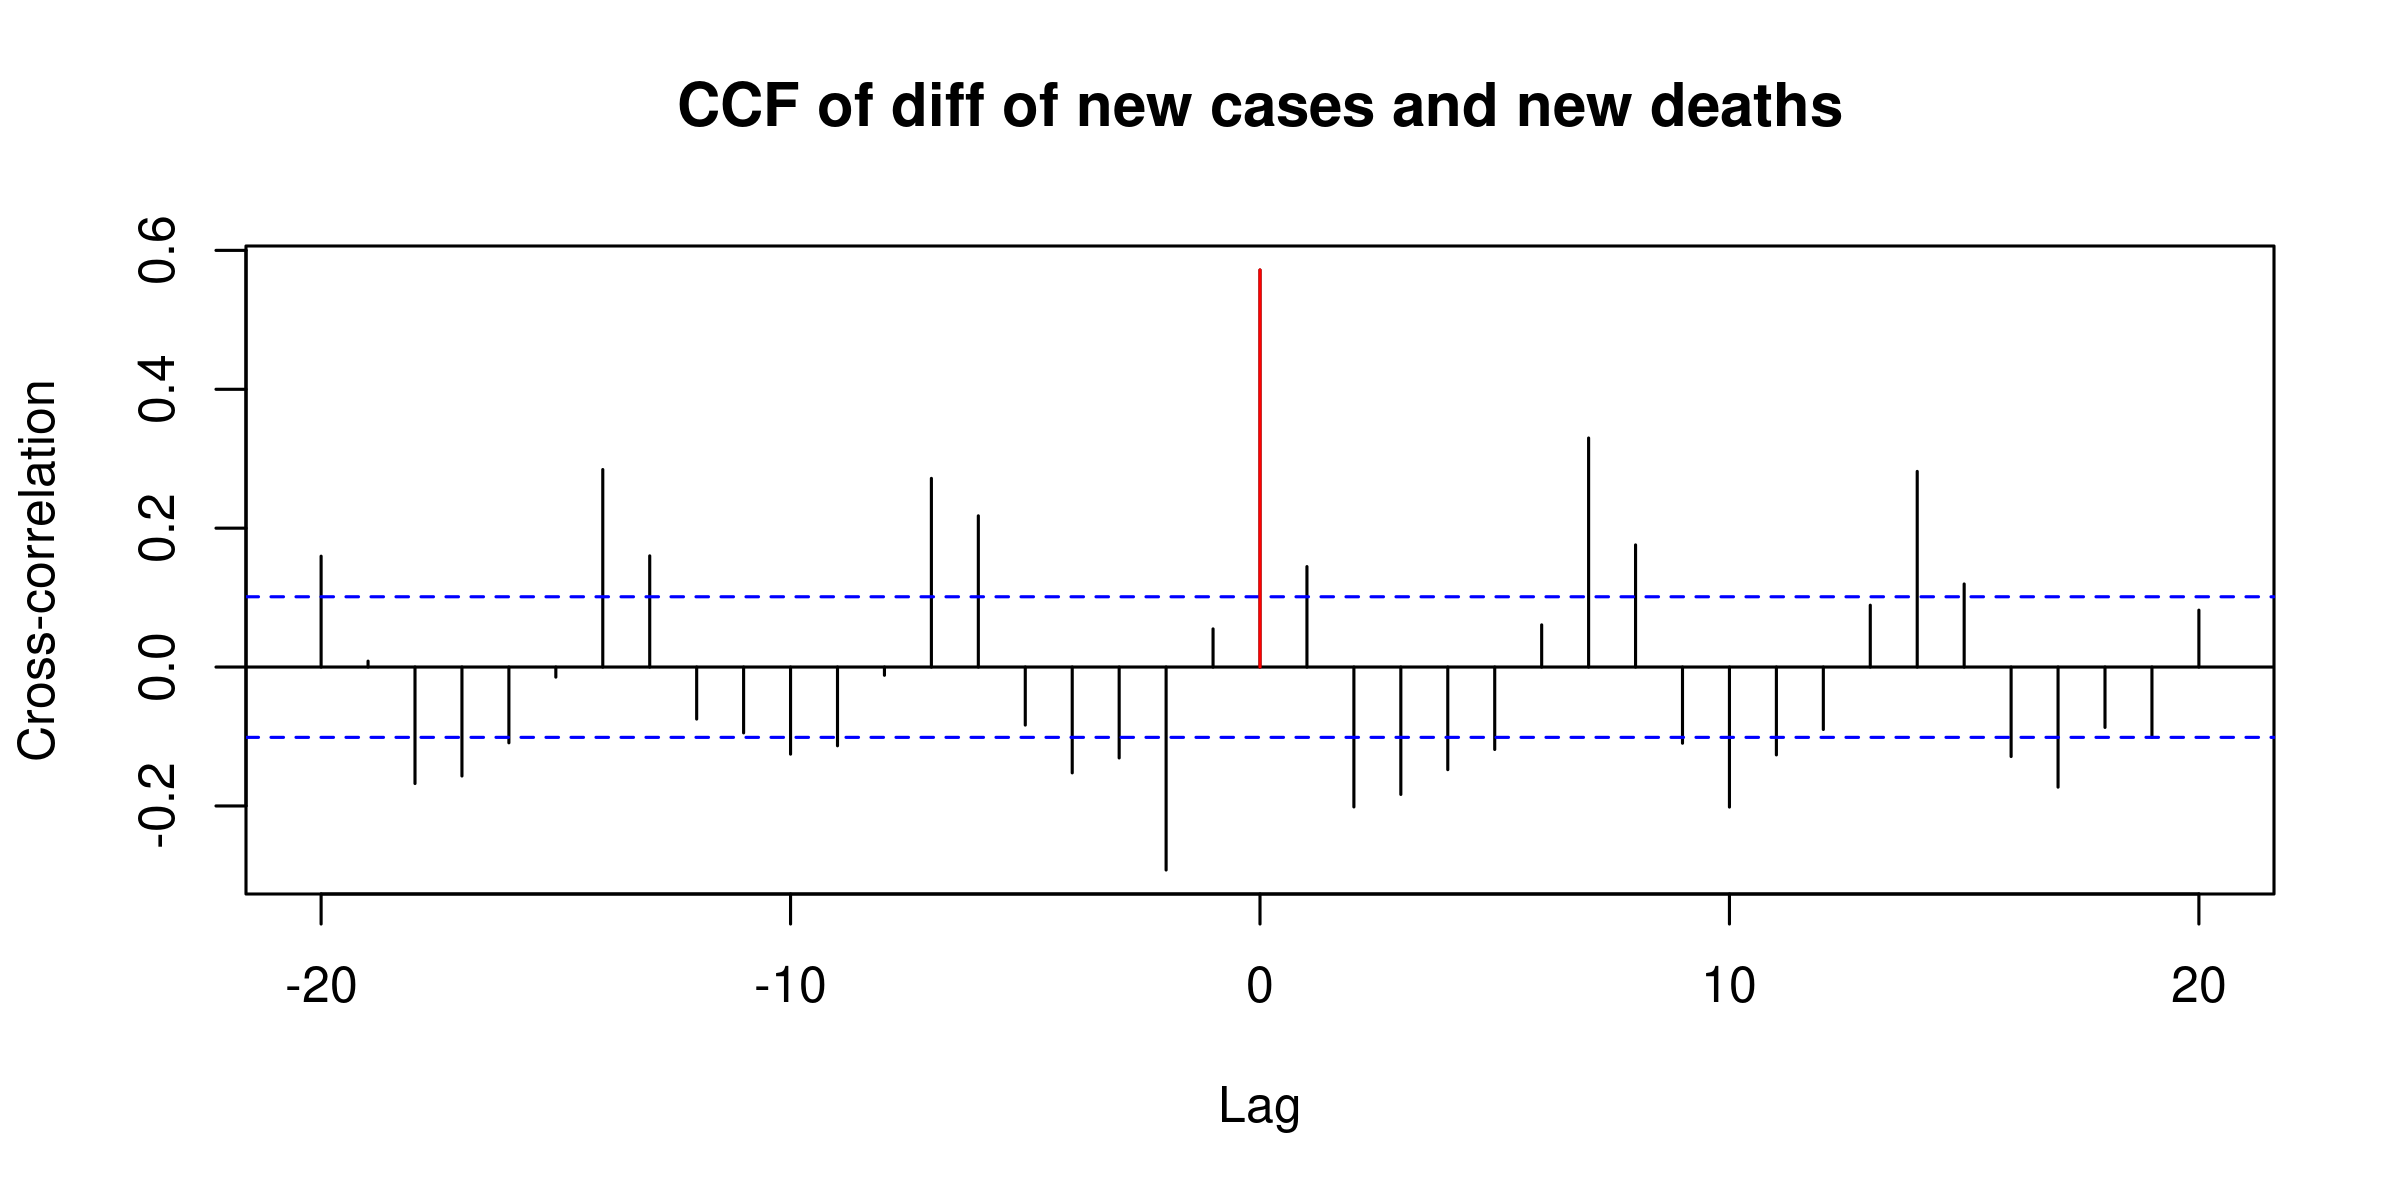 CCF of diff of new cases and new deaths
Cross-correlation
0.6
0.4
0.2
0.0
-0.2
-20 -10 0 10 20
Lag